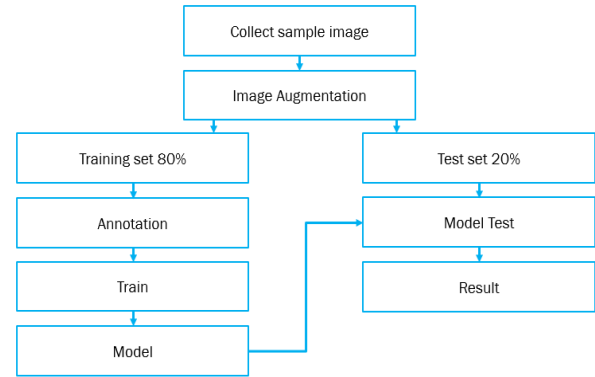 Collect sample image
Image Augmentation
Training set 80%
Test set 20%
Annotation
Model Test
Train
Result
Model